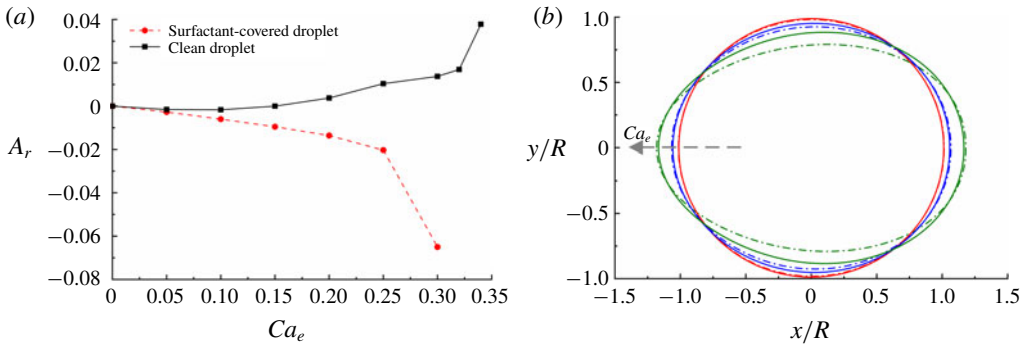 (a)
0.04
0.02
0
−0.02
−0.04
−0.06
−0.08
A_r
Surfactant-covered droplet
Clean droplet
0 0.05 0.10 0.15 0.20 0.25 0.30 0.35
Ca_e
(b)
1.0
0.5
0
−0.5
−1.0
y/R
Ca_e
−1.5 −1.0 −0.5 0 0.5 1.0 1.5
x/R